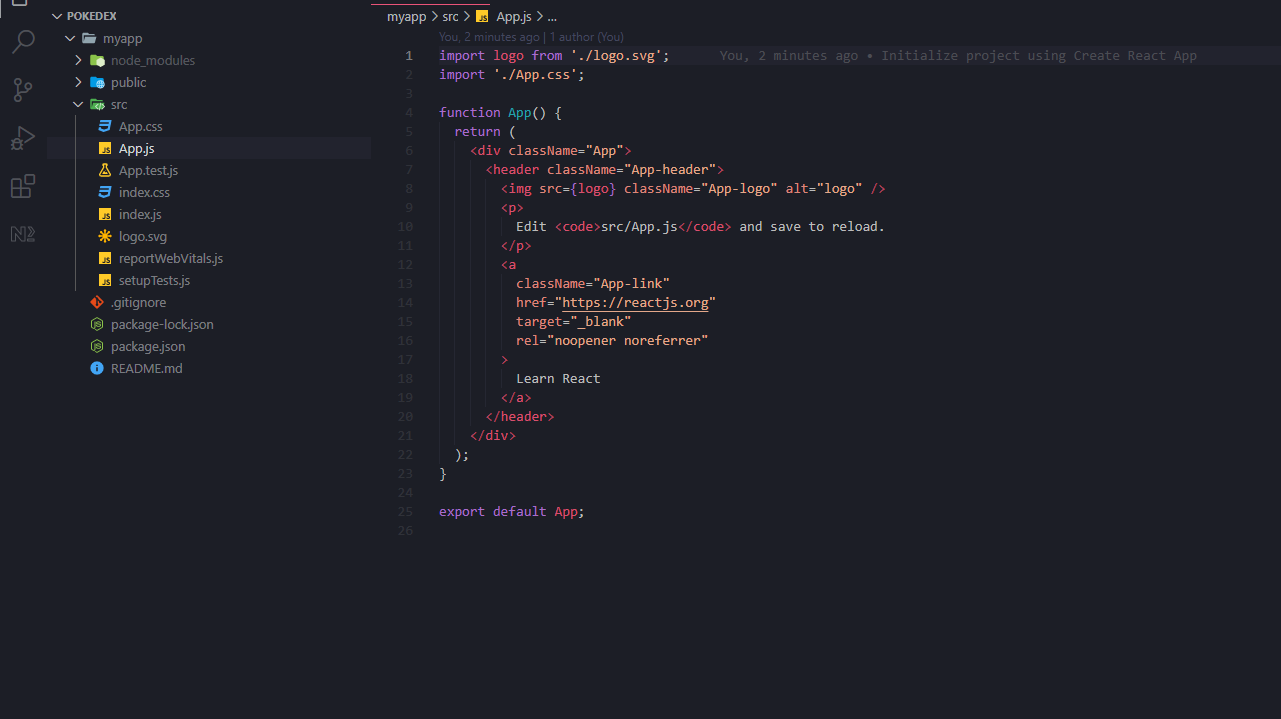 POKEDEX
myapp
node_modules
public
src
App.css
App.js
App.test.js
index.css
index.js
logo.svg
reportWebVitals.js
setupTests.js
.gitignore
package-lock.json
package.json
README.md
myapp > src > JS App.js > ...
You, 2 minutes ago | 1 author (You)
1 import logo from './logo.svg'; You, 2 minutes ago • Initialize project using Create React App
2 import './App.css';
3
4 function App() {
5 return (
6 <div className="App">
7 <header className="App-header">
8 <img src={logo} className="App-logo" alt="logo" />
9 <p>
10 Edit <code>src/App.js</code> and save to reload.
11 </p>
12 <a
13 className="App-link"
14 href="https://reactjs.org"
15 target="_blank"
16 rel="noopener noreferrer"
17 >
18 Learn React
19 </a>
20 </header>
21 </div>
22 );
23 }
24
25 export default App;
26